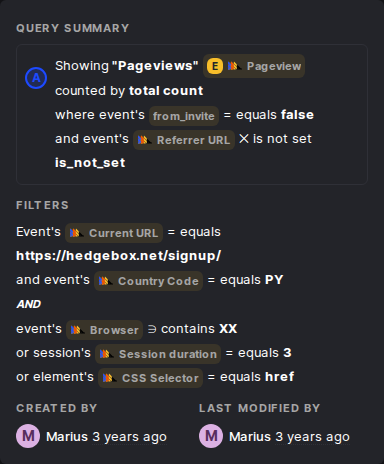 QUERY SUMMARY
A Showing "Pageviews" E Pageview
counted by total count
where event's from_invite = equals false
and event's Referrer URL ✕ is not set
is_not_set
FILTERS
Event's Current URL = equals
https://hedgebox.net/signup/
and event's Country Code = equals PY
AND
event's Browser ∋ contains XX
or session's Session duration = equals 3
or element's CSS Selector = equals href
CREATED BY
M Marius 3 years ago
LAST MODIFIED BY
M Marius 3 years ago